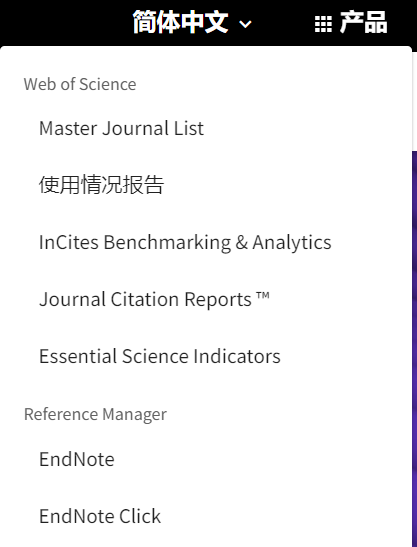 简体中文 产品
Web of Science
Master Journal List
使用情况报告
InCites Benchmarking & Analytics
Journal Citation Reports ™
Essential Science Indicators
Reference Manager
EndNote
EndNote Click